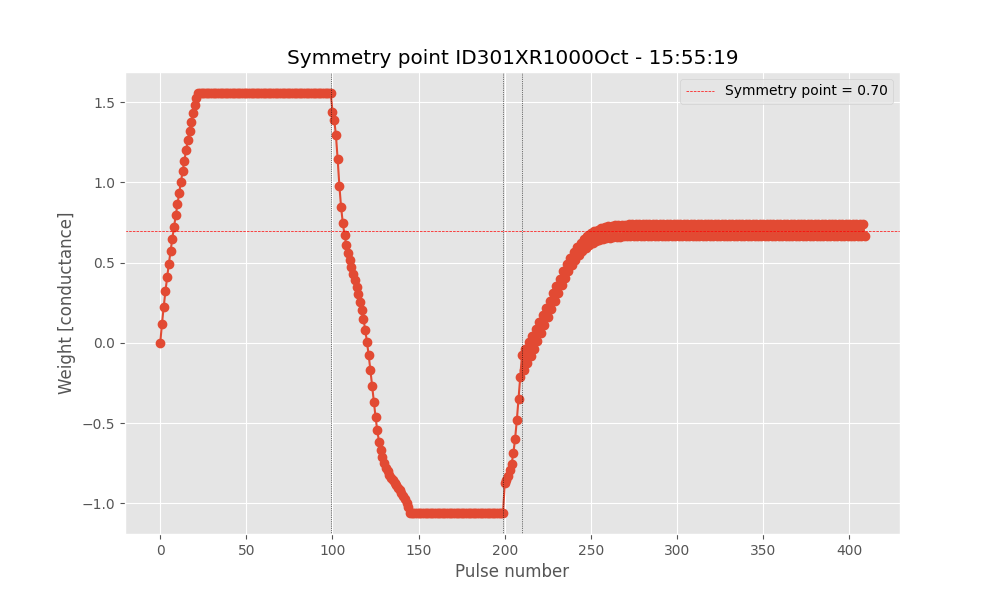 Symmetry point ID301XR1000Oct - 15:55:19
Symmetry point = 0.70
1.5
1.0
0.5
0.0
−0.5
−1.0
Weight [conductance]
0 50 100 150 200 250 300 350 400
Pulse number